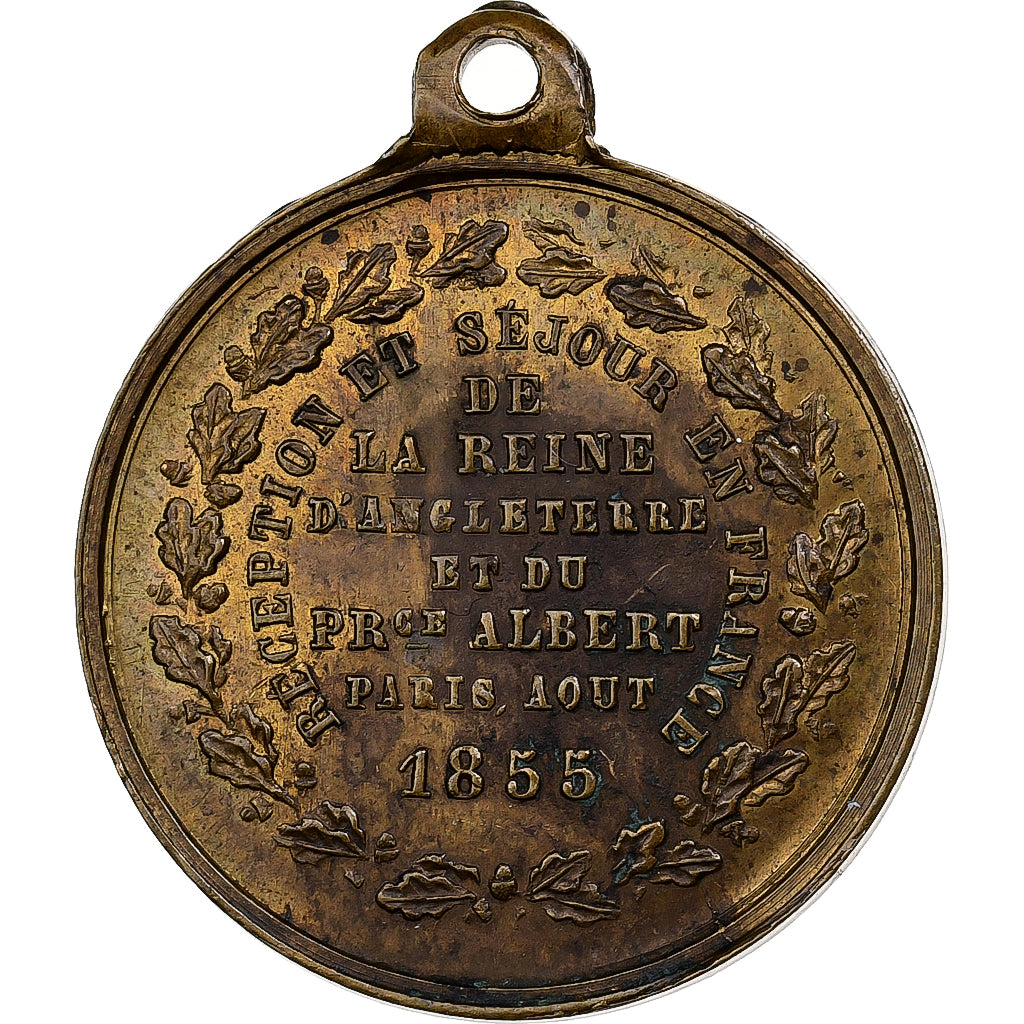 RÉCEPTION ET SÉJOUR EN FRANCE
DE
LA REINE
D'ANGLETERRE
ET DU
PRCE ALBERT
PARIS, AOUT
1855